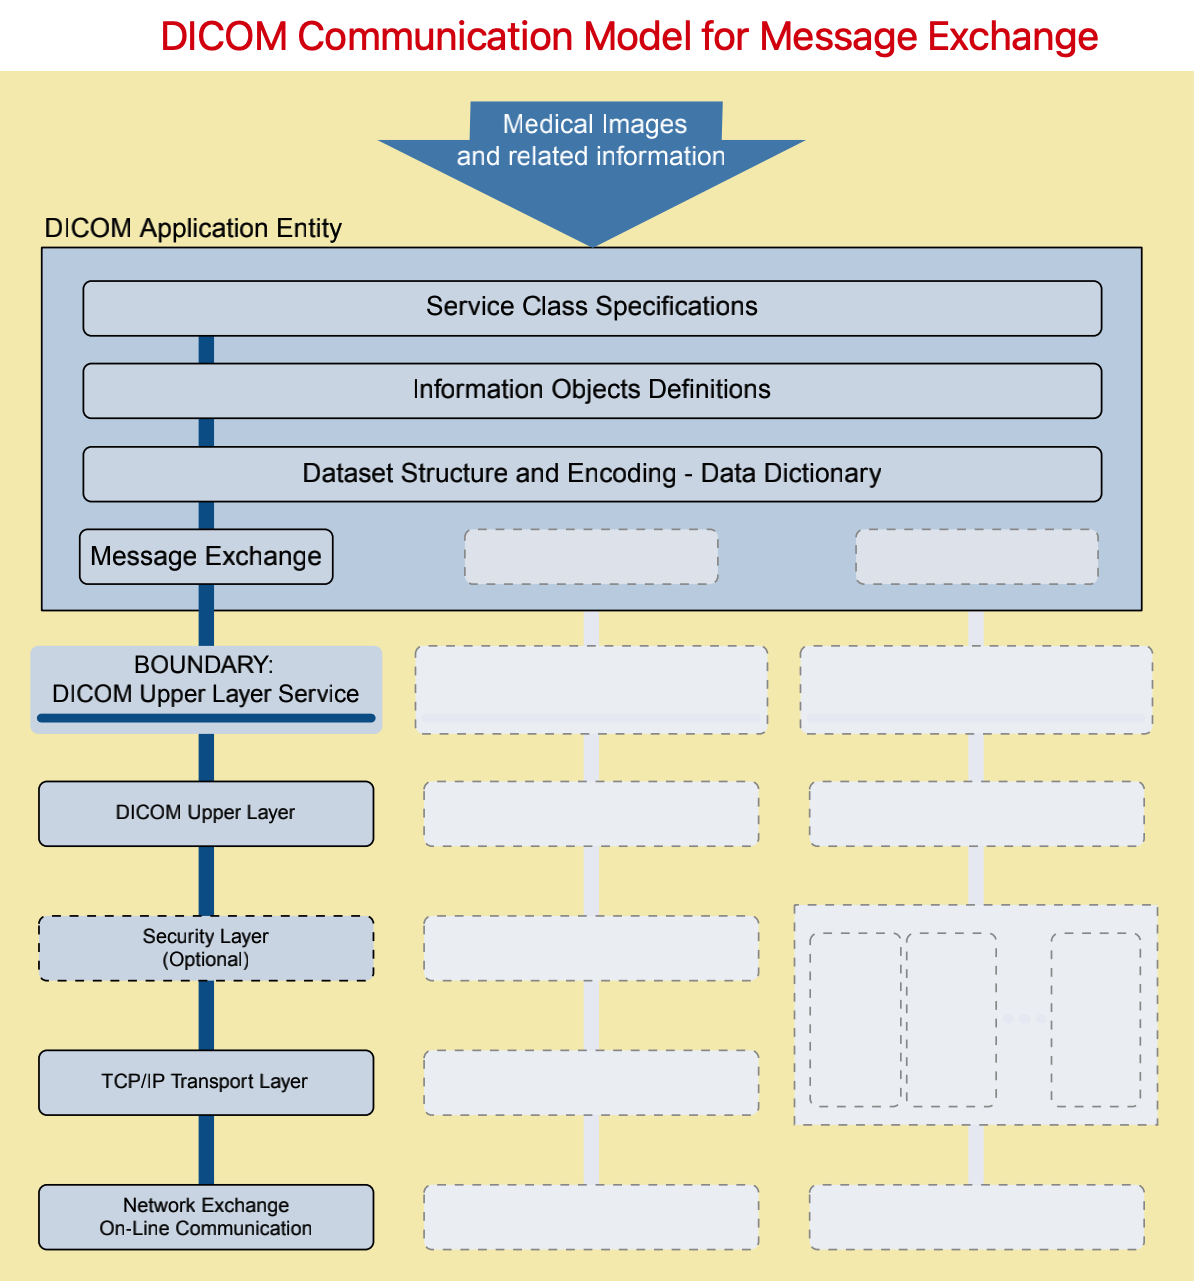 DICOM Communication Model for Message Exchange
Medical Images
and related information
DICOM Application Entity
Service Class Specifications
Information Objects Definitions
Dataset Structure and Encoding - Data Dictionary
Message Exchange
BOUNDARY:
DICOM Upper Layer Service
DICOM Upper Layer
Security Layer
(Optional)
TCP/IP Transport Layer
Network Exchange
On-Line Communication